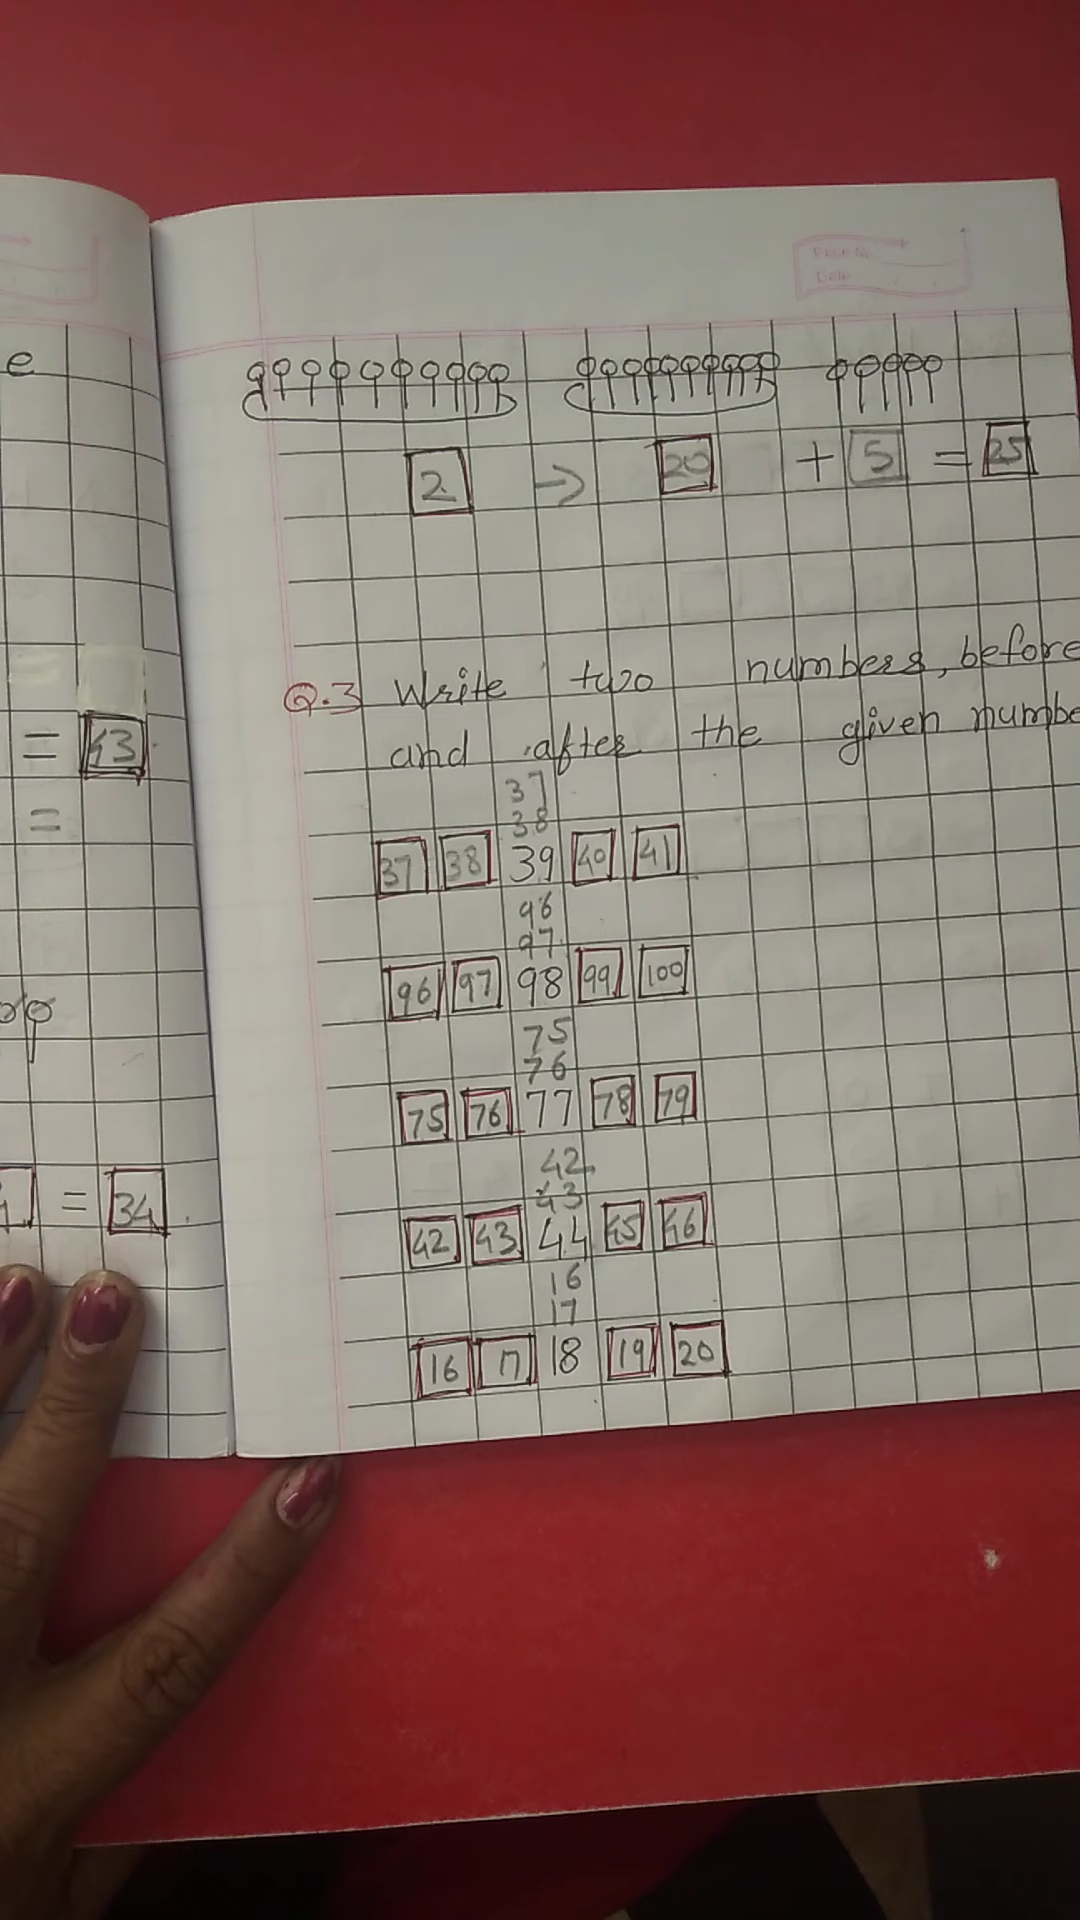 e
2 → 20 + 5 = 25
= 43
=
= 34
Q.3 Write two numbers, before
and after the given numbe
37
38
37 38 39 40 41
96
97
96 97 98 99 100
75
76
75 76 77 78 79
42
43
42 43 44 45 46
16
17
16 17 18 19 20